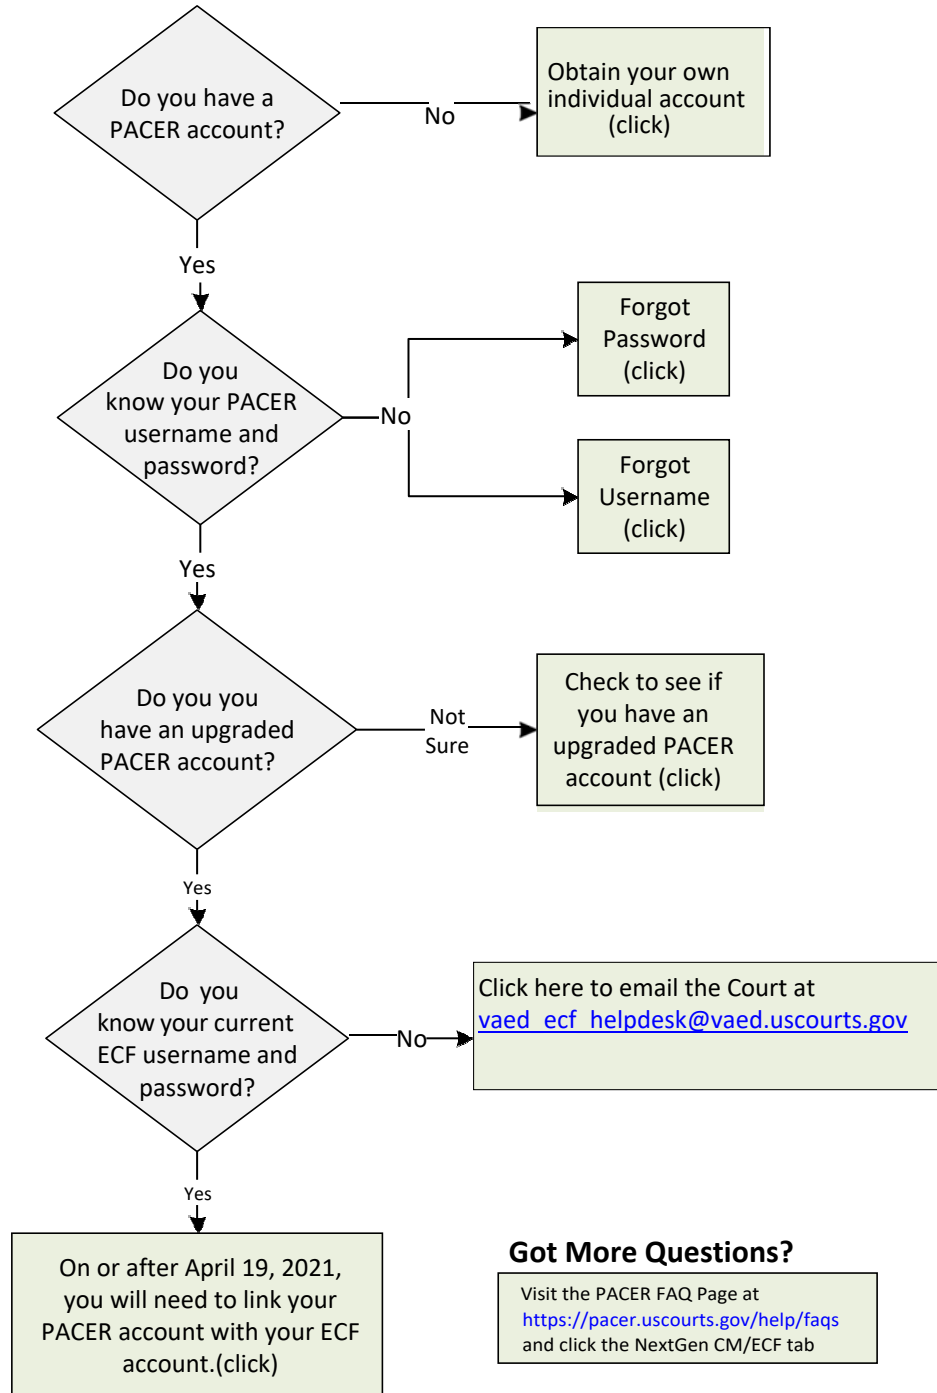 Do you have a
PACER account?
No
Obtain your own
individual account
(click)
Yes
Do you
know your PACER
username and
password?
No
Forgot
Password
(click)
Forgot
Username
(click)
Yes
Do you you
have an upgraded
PACER account?
Not
Sure
Check to see if
you have an
upgraded PACER
account (click)
Yes
Do you
know your current
ECF username and
password?
No
Click here to email the Court at
vaed_ecf_helpdesk@vaed.uscourts.gov
Yes
On or after April 19, 2021,
you will need to link your
PACER account with your ECF
account.(click)
Got More Questions?
Visit the PACER FAQ Page at
https://pacer.uscourts.gov/help/faqs
and click the NextGen CM/ECF tab